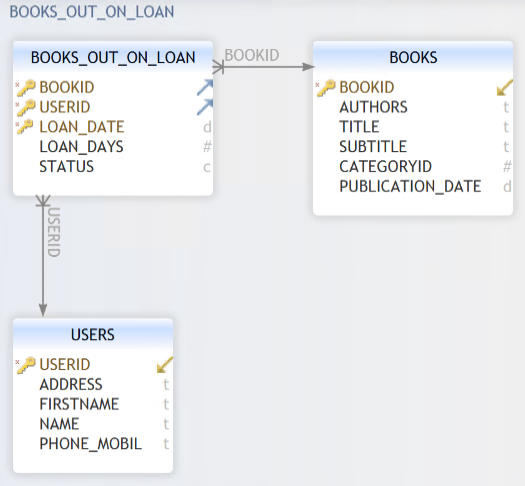 BOOKS_OUT_ON_LOAN
BOOKS_OUT_ON_LOAN
BOOKID
USERID
LOAN_DATE d
LOAN_DAYS #
STATUS c
BOOKID
BOOKS
BOOKID
AUTHORS t
TITLE t
SUBTITLE t
CATEGORYID #
PUBLICATION_DATE d
USERID
USERS
USERID
ADDRESS t
FIRSTNAME t
NAME t
PHONE_MOBIL t